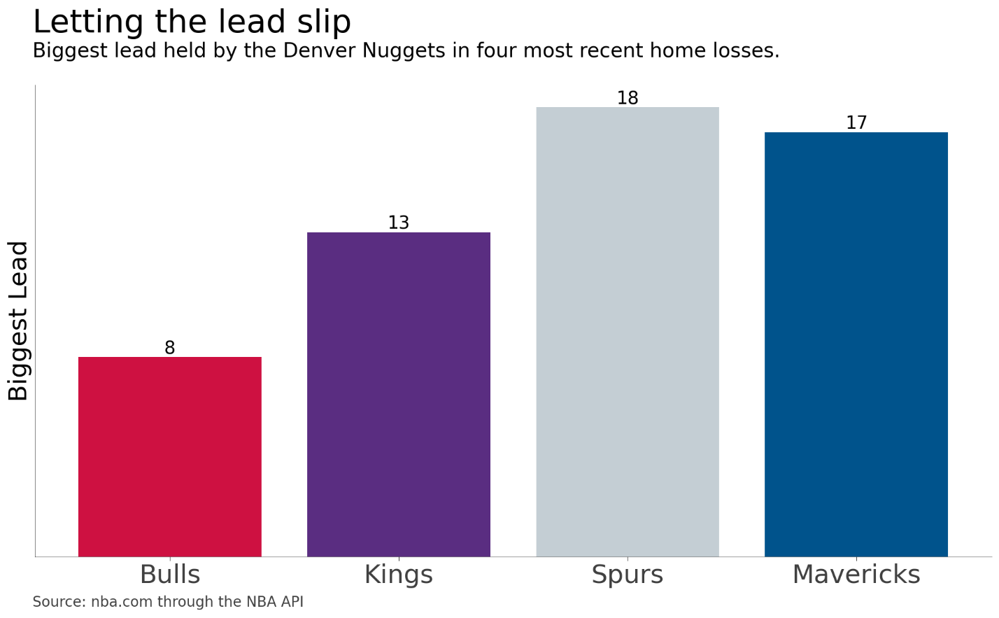 Letting the lead slip
Biggest lead held by the Denver Nuggets in four most recent home losses.
Biggest Lead
8
13
18
17
Bulls
Kings
Spurs
Mavericks
Source: nba.com through the NBA API